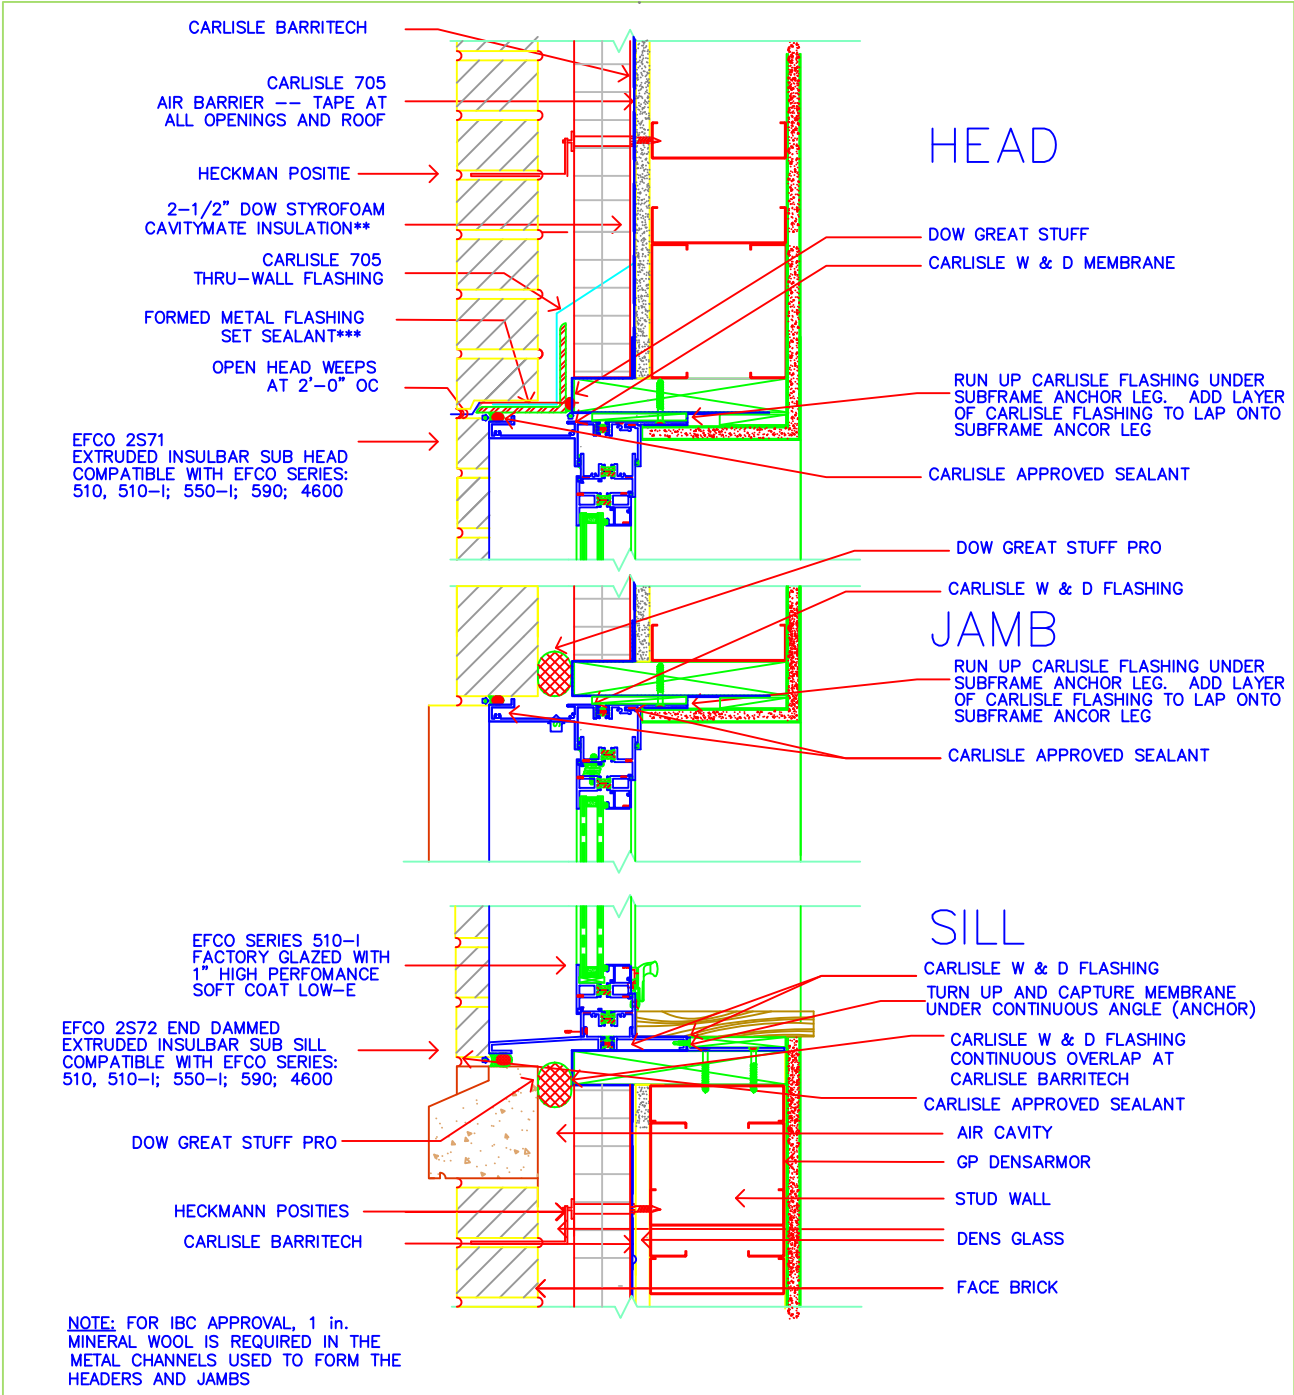 CARLISLE BARRITECH
CARLISLE 705
AIR BARRIER -- TAPE AT
ALL OPENINGS AND ROOF
HECKMAN POSITIE
2-1/2" DOW STYROFOAM
CAVITYMATE INSULATION**
CARLISLE 705
THRU-WALL FLASHING
FORMED METAL FLASHING
SET SEALANT***
OPEN HEAD WEEPS
AT 2'-0" OC
EFCO 2S71
EXTRUDED INSULBAR SUB HEAD
COMPATIBLE WITH EFCO SERIES:
510, 510-I; 550-I; 590; 4600
HEAD
DOW GREAT STUFF
CARLISLE W & D MEMBRANE
RUN UP CARLISLE FLASHING UNDER
SUBFRAME ANCHOR LEG. ADD LAYER
OF CARLISLE FLASHING TO LAP ONTO
SUBFRAME ANCOR LEG
CARLISLE APPROVED SEALANT
DOW GREAT STUFF PRO
CARLISLE W & D FLASHING
JAMB
RUN UP CARLISLE FLASHING UNDER
SUBFRAME ANCHOR LEG. ADD LAYER
OF CARLISLE FLASHING TO LAP ONTO
SUBFRAME ANCOR LEG
CARLISLE APPROVED SEALANT
EFCO SERIES 510-I
FACTORY GLAZED WITH
1" HIGH PERFOMANCE
SOFT COAT LOW-E
EFCO 2S72 END DAMMED
EXTRUDED INSULBAR SUB SILL
COMPATIBLE WITH EFCO SERIES:
510, 510-I; 550-I; 590; 4600
DOW GREAT STUFF PRO
HECKMANN POSITIES
CARLISLE BARRITECH
SILL
CARLISLE W & D FLASHING
TURN UP AND CAPTURE MEMBRANE
UNDER CONTINUOUS ANGLE (ANCHOR)
CARLISLE W & D FLASHING
CONTINUOUS OVERLAP AT
CARLISLE BARRITECH
CARLISLE APPROVED SEALANT
AIR CAVITY
GP DENSARMOR
STUD WALL
DENS GLASS
FACE BRICK
NOTE: FOR IBC APPROVAL, 1 in.
MINERAL WOOL IS REQUIRED IN THE
METAL CHANNELS USED TO FORM THE
HEADERS AND JAMBS